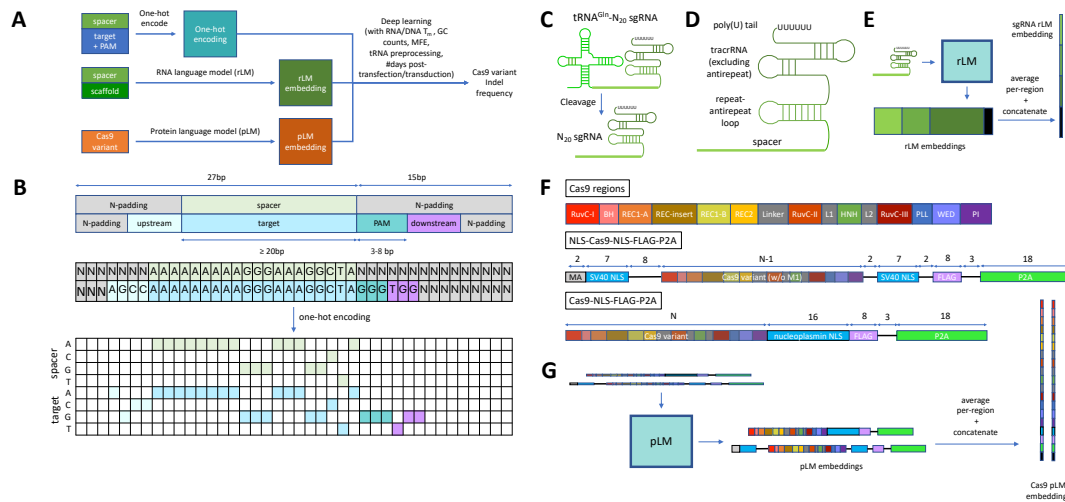 A
spacer
target
+ PAM
One-hot
encode
One-hot
encoding
spacer
scaffold
RNA language model (rLM)
rLM
embedding
Cas9
variant
Protein language model (pLM)
pLM
embedding
Deep learning
(with RNA/DNA Tm, GC
counts, MFE,
tRNA preprocessing,
#days post-
transfection/transduction)
Cas9 variant
Indel
frequency
B
27bp
15bp
N-padding
spacer
N-padding
N-padding
upstream
target
PAM
downstream
N-padding
≥ 20bp
3-8 bp
NNNNNNNAAAAAAAAAGGGAAAGGCTANNNNNNNNNNNNNNN
NNNAGCCAAAAAAAAAGGGAAAGGCTAGGGTGGNNNNNNNNN
one-hot encoding
spacer
A
C
G
T
target
A
C
G
T
C
tRNAGln-N20 sgRNA
UUUUUU
Cleavage
UUUUUU
N20 sgRNA
D
poly(U) tail
UUUUUU
tracrRNA
(excluding
antirepeat)
repeat-
antirepeat
loop
spacer
E
rLM
rLM embeddings
sgRNA rLM
embedding
average
per-region
+
concatenate
F
Cas9 regions
RuvC-I
BH
REC1-A
REC-insert
REC1-B
REC2
Linker
RuvC-II
L1
HNH
L2
RuvC-III
PLL
WED
PI
NLS-Cas9-NLS-FLAG-P2A
2
7
8
N-1
2
7
2
8
3
18
MA
SV40 NLS
Cas9 variant (w/o M1)
SV40 NLS
FLAG
P2A
Cas9-NLS-FLAG-P2A
N
16
8
3
18
Cas9 variant
nucleoplasmin NLS
FLAG
P2A
G
pLM
pLM embeddings
average
per-region
+
concatenate
Cas9 pLM
embedding